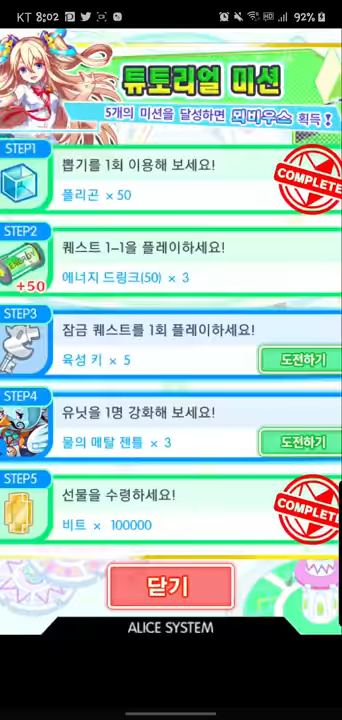 KT 8:02
92%
튜토리얼 미션
5개의 미션을 달성하면 뫼비우스 획득!
STEP1
뽑기를 1회 이용해 보세요!
폴리곤 ×50
COMPLETE
STEP2
퀘스트 1-1을 플레이하세요!
에너지 드링크(50) × 3
ENERGY
+50
STEP3
잠금 퀘스트를 1회 플레이하세요!
육성 키 × 5
도전하기
STEP4
유닛을 1명 강화해 보세요!
물의 메탈 젠틀 × 3
도전하기
STEP5
선물을 수령하세요!
비트 × 100000
COMPLETE
닫기
ALICE SYSTEM